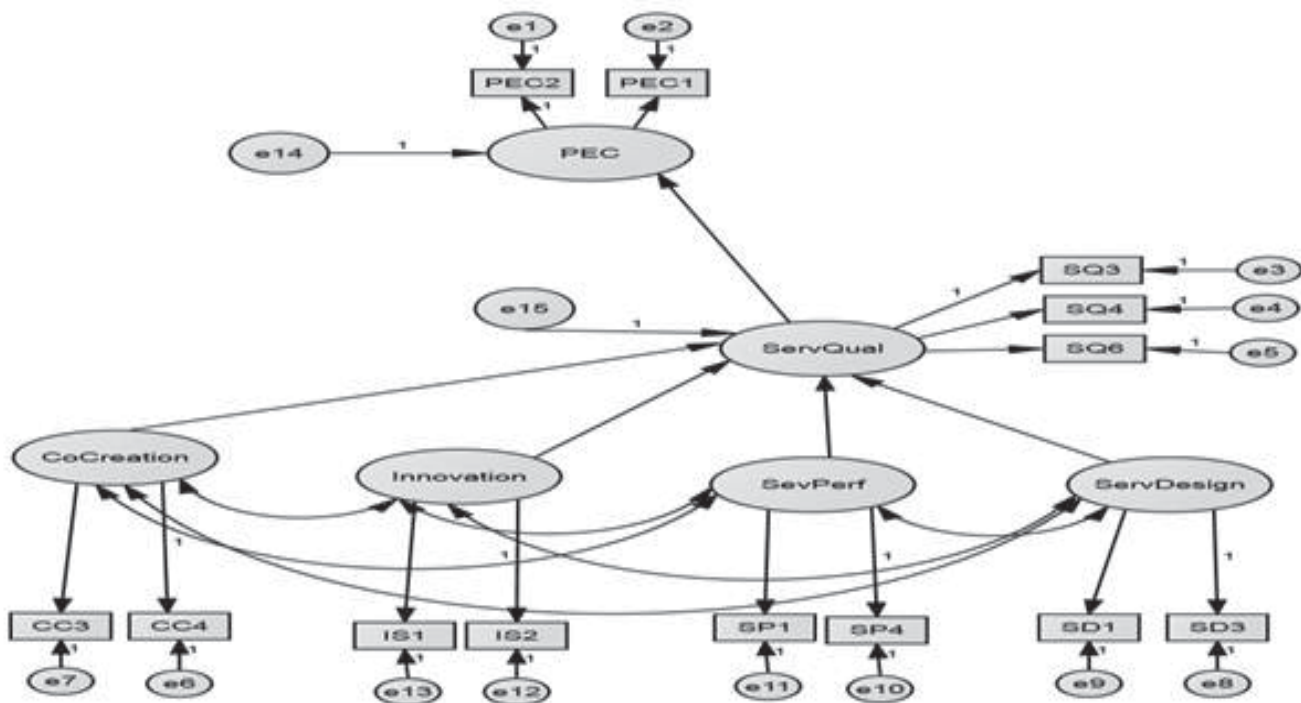 e1 e2
1 1
PEC2 PEC1
1
e14 1 PEC
SQ3 1 e3
1
e15 SQ4 1 e4
1
ServQual SQ6 1 e5
CoCreation Innovation SevPerf ServDesign
1 1 1 1
CC3 CC4 IS1 IS2 SP1 SP4 SD1 SD3
1 1 1 1 1 1 1 1
e7 e6 e13 e12 e11 e10 e9 e8